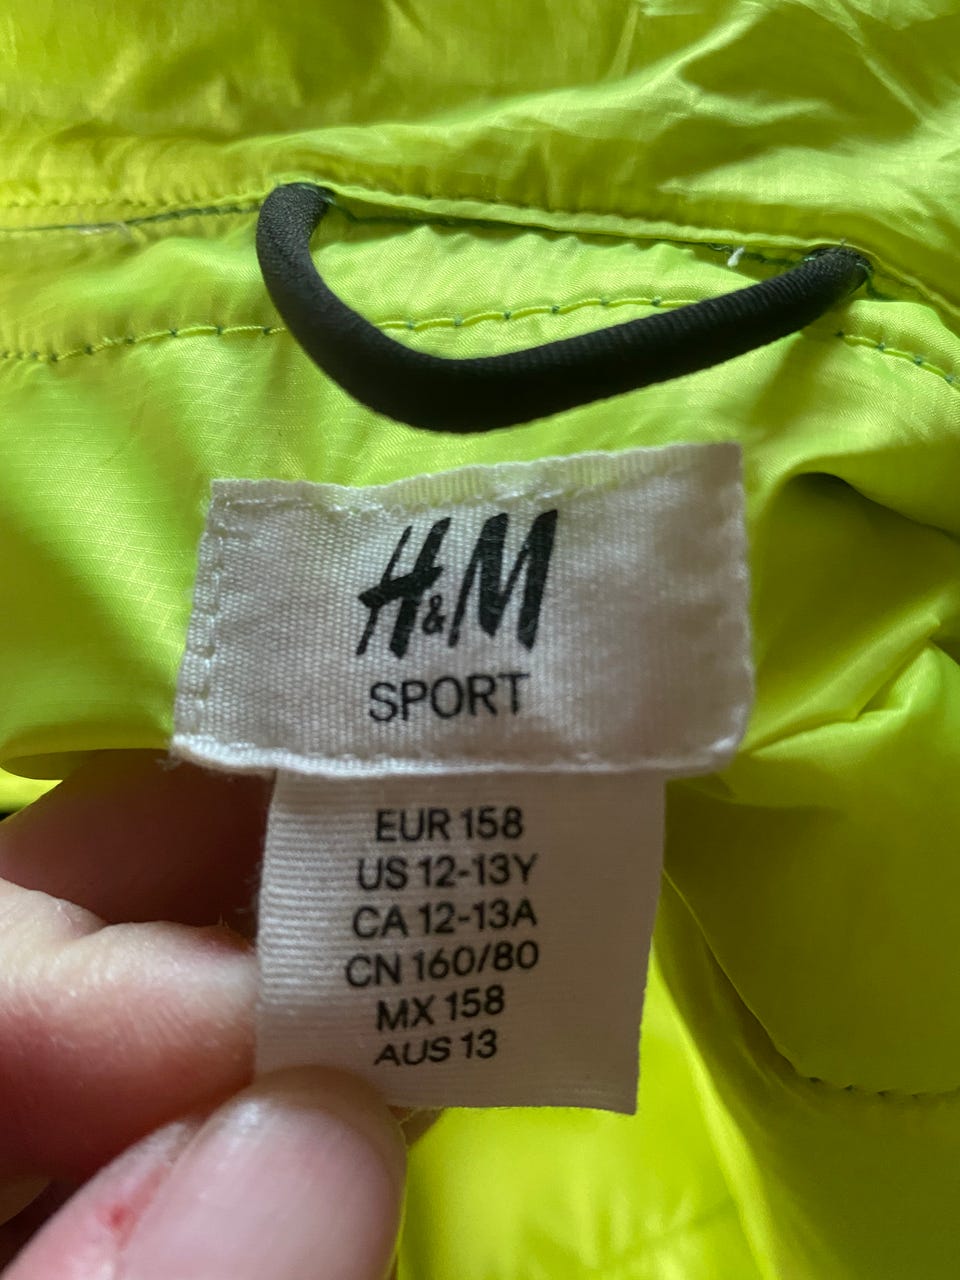 H&M
SPORT
EUR 158
US 12-13Y
CA 12-13A
CN 160/80
MX 158
AUS 13